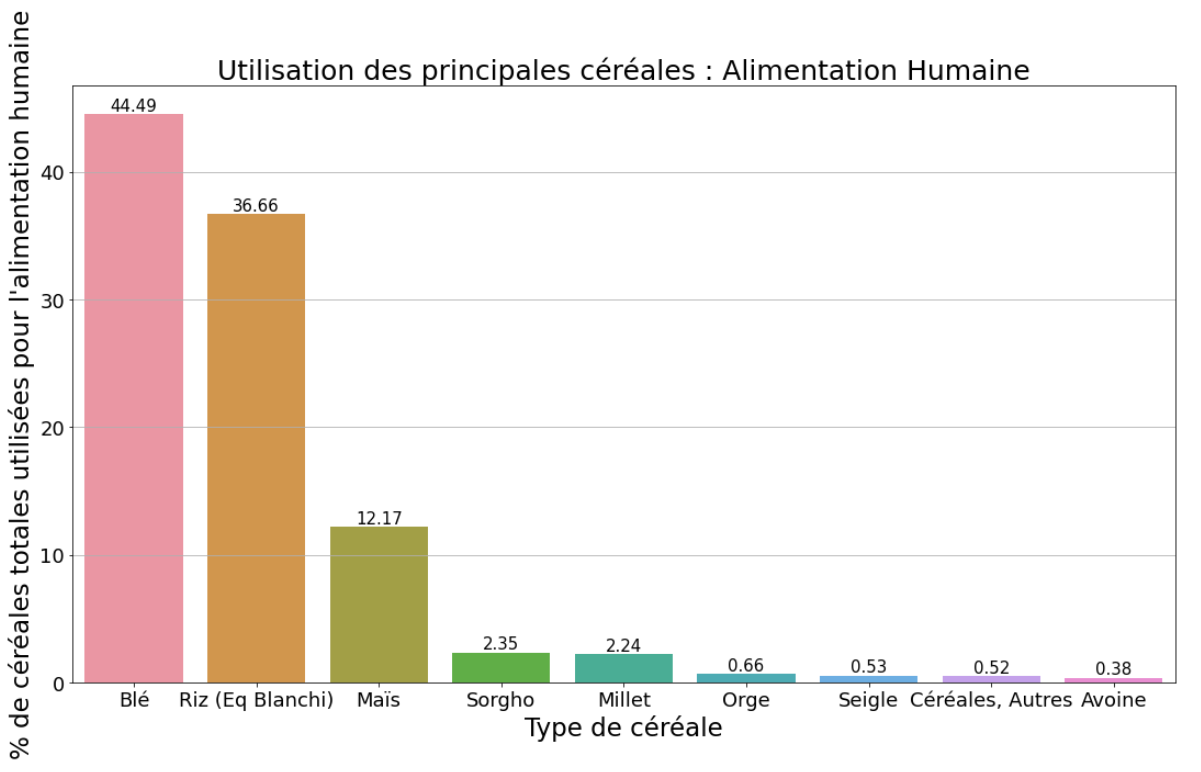 Utilisation des principales céréales : Alimentation Humaine
% de céréales totales utilisées pour l'alimentation humaine
40
30
20
10
0
44.49
36.66
12.17
2.35
2.24
0.66
0.53
0.52
0.38
Blé
Riz (Eq Blanchi)
Maïs
Sorgho
Millet
Orge
Seigle
Céréales, Autres
Avoine
Type de céréale